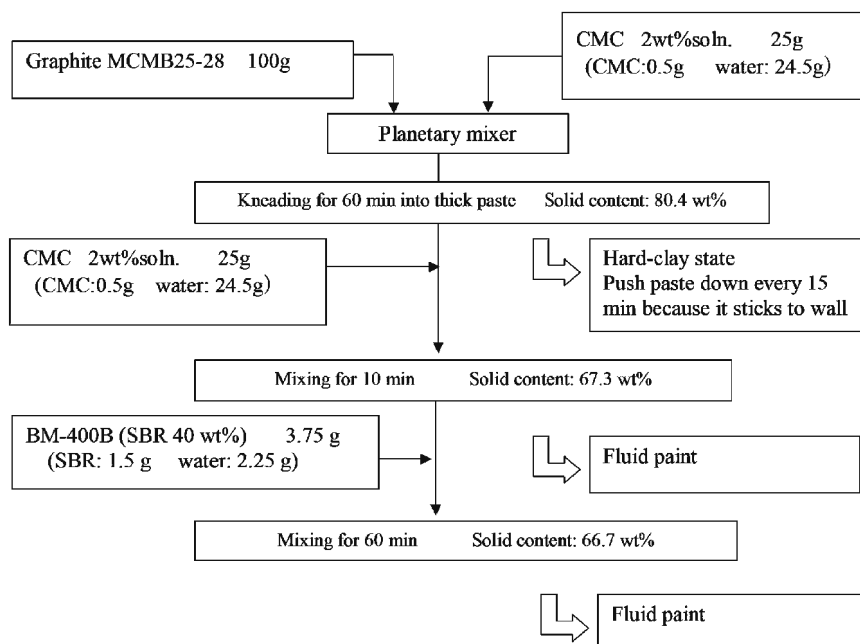 Graphite MCMB25-28 100g
CMC 2wt%soln. 25g
(CMC:0.5g water: 24.5g)
Planetary mixer
Kneading for 60 min into thick paste Solid content: 80.4 wt%
CMC 2wt%soln. 25g
(CMC:0.5g water: 24.5g)
Hard-clay state
Push paste down every 15
min because it sticks to wall
Mixing for 10 min Solid content: 67.3 wt%
BM-400B (SBR 40 wt%) 3.75 g
(SBR: 1.5 g water: 2.25 g)
Fluid paint
Mixing for 60 min Solid content: 66.7 wt%
Fluid paint